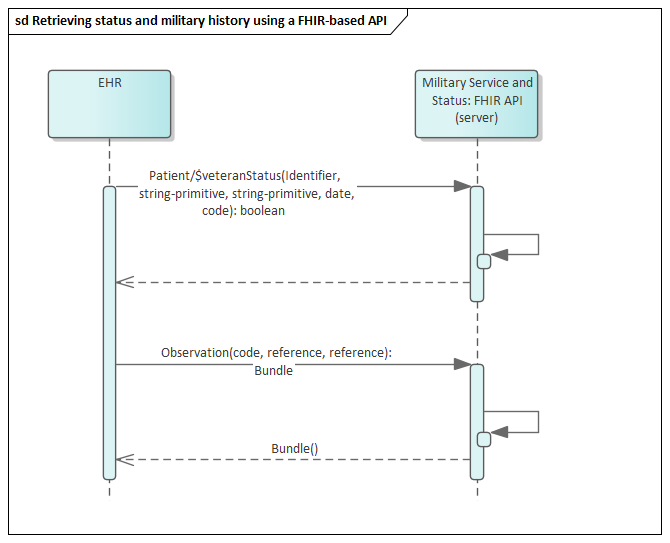 sd Retrieving status and military history using a FHIR-based API
EHR
Military Service and
Status: FHIR API
(server)
Patient/$veteranStatus(Identifier,
string-primitive, string-primitive, date,
code): boolean
Observation(code, reference, reference):
Bundle
Bundle()